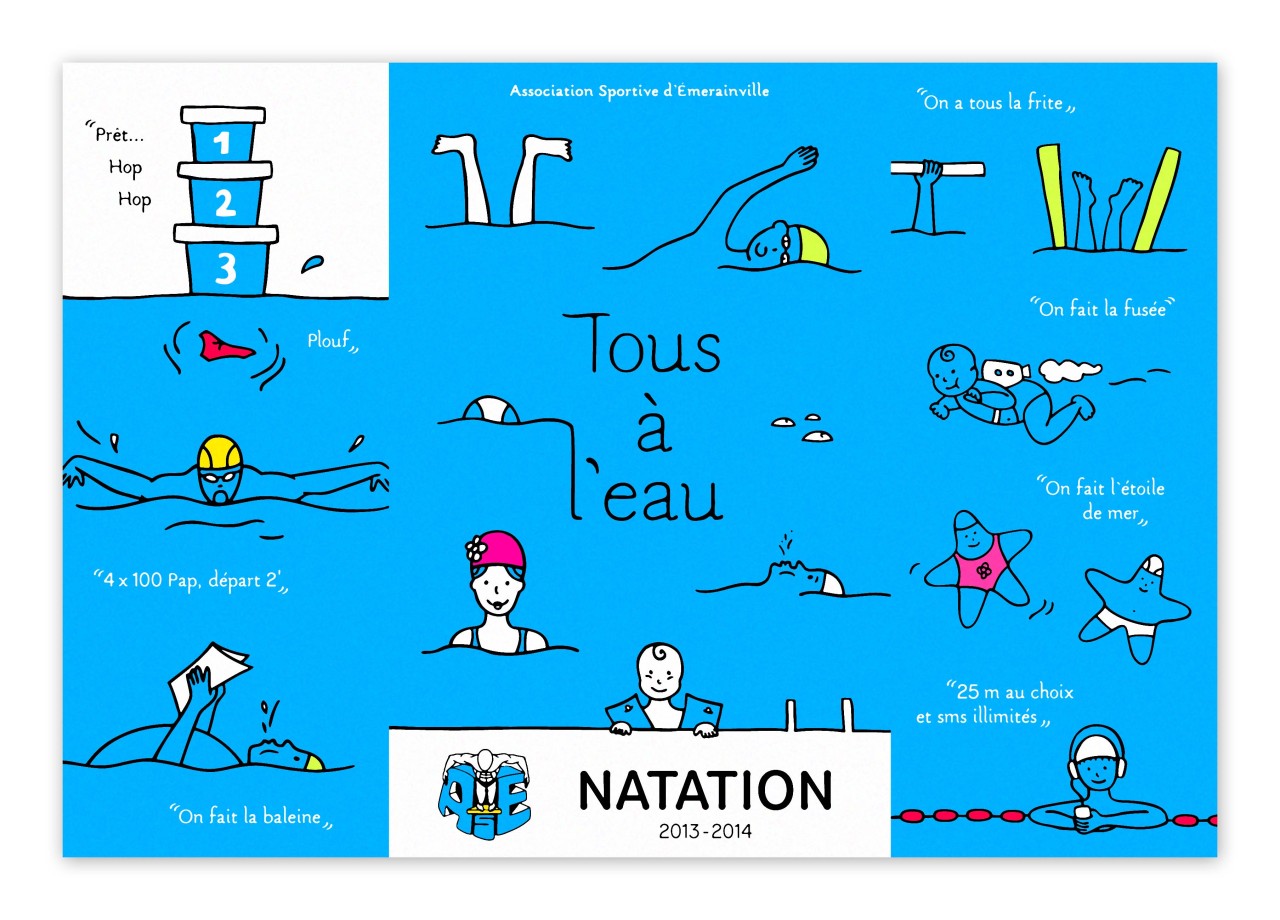 Association Sportive d'Émerainville
"On a tous la frite„
"Prêt...
Hop
Hop
1
2
3
Plouf„
"On fait la fusée"
Tous
à
l'eau
"On fait l'étoile
de mer„
"4 x 100 Pap, départ 2'„
"25 m au choix
et sms illimités„
"On fait la baleine„
ASE
NATATION
2013-2014